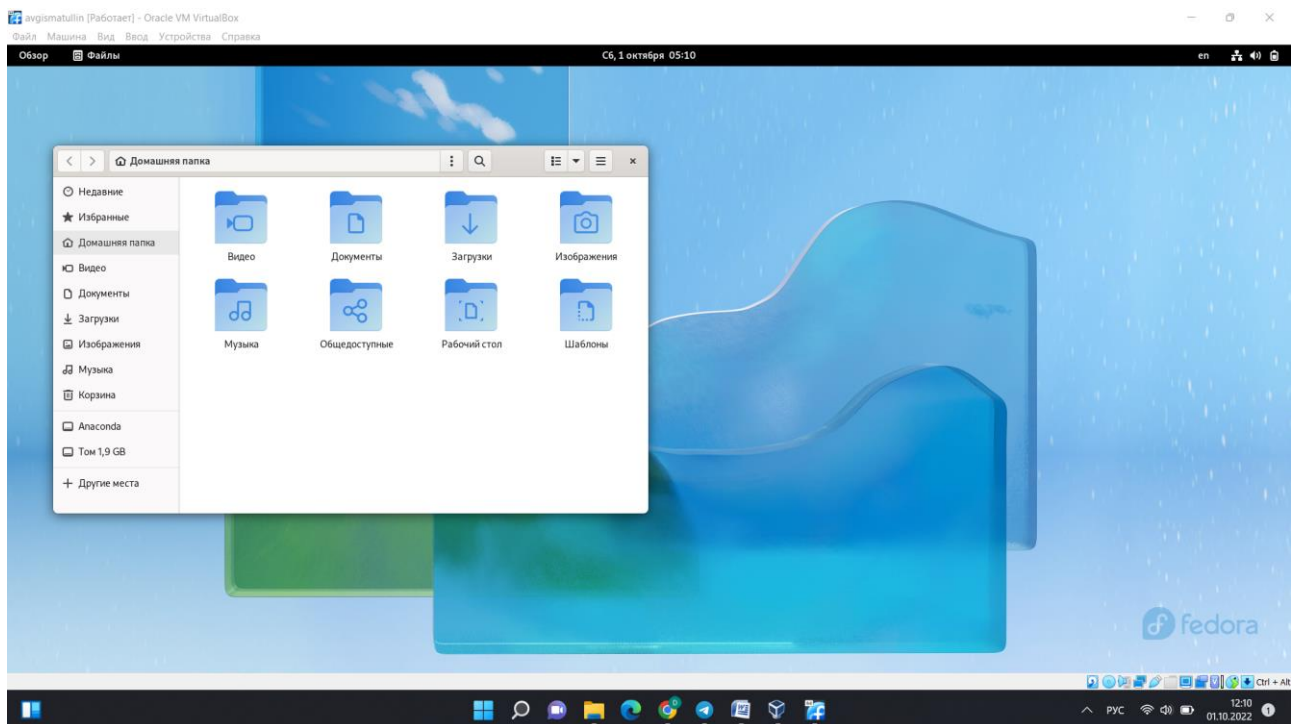 avgismatullin [Работает] - Oracle VM VirtualBox
Файл Машина Вид Ввод Устройства Справка
Обзор Файлы Сб, 1 октября 05:10 en
Домашняя папка
Недавние
Избранные
Домашняя папка
Видео
Документы
Загрузки
Изображения
Музыка
Корзина
Anaconda
Том 1,9 GB
Другие места
Видео Документы Загрузки Изображения
Музыка Общедоступные Рабочий стол Шаблоны
fedora
Ctrl + Alt
РУС 12:10
01.10.2022 1